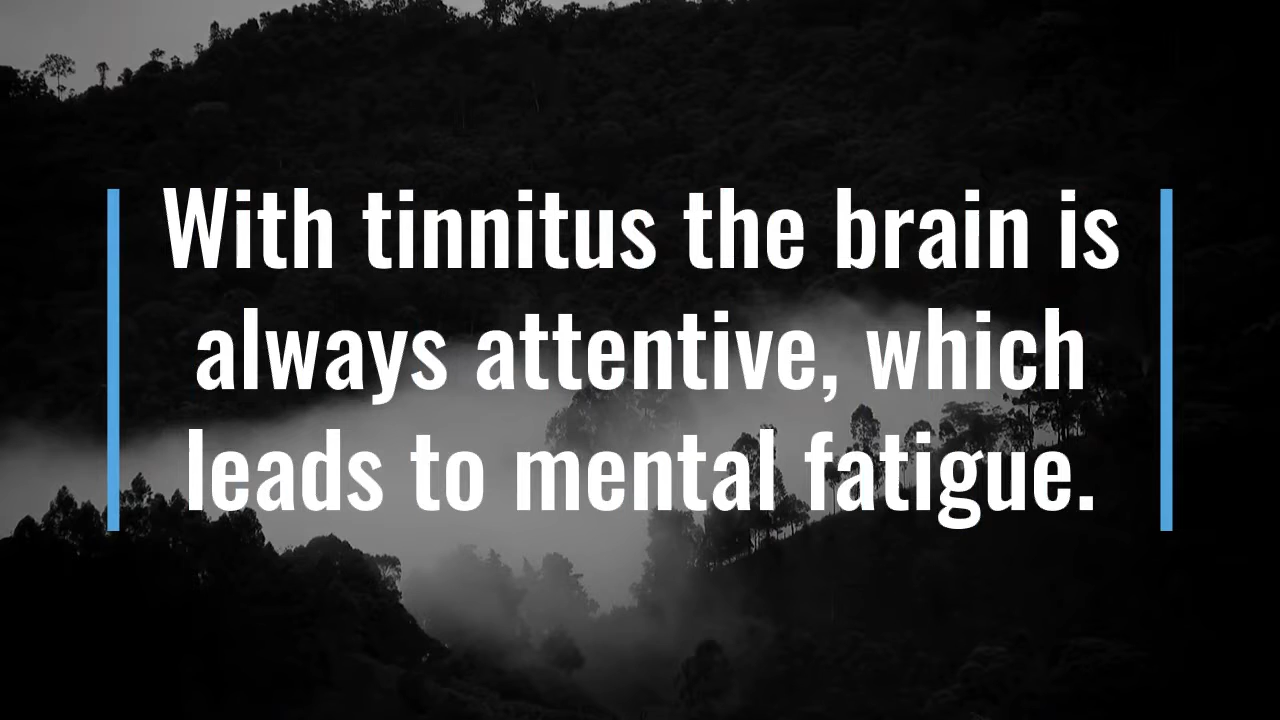 With tinnitus the brain is
always attentive, which
leads to mental fatigue.